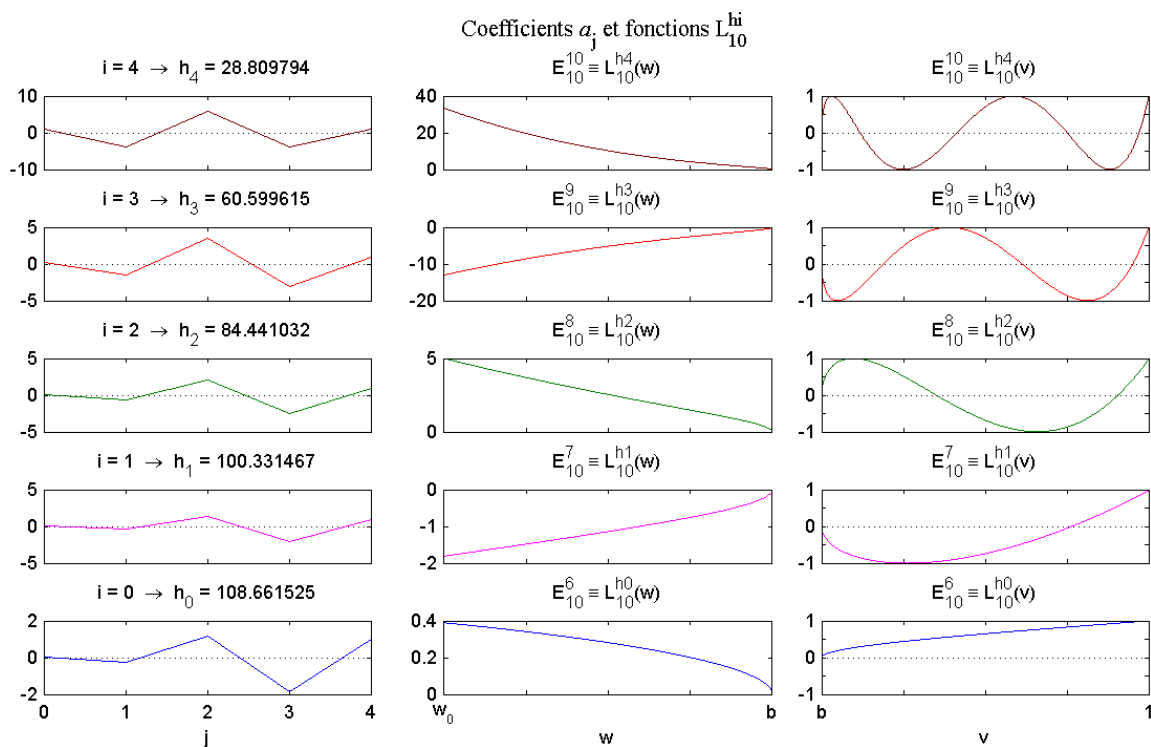 Coefficients a_j et fonctions L_10^hi
i = 4 → h_4 = 28.809794
E_10^10 ≡ L_10^h4(w)
E_10^10 ≡ L_10^h4(v)
10
0
-10
40
20
0
1
0
-1
i = 3 → h_3 = 60.599615
E_10^9 ≡ L_10^h3(w)
E_10^9 ≡ L_10^h3(v)
5
0
-5
0
-10
-20
1
0
-1
i = 2 → h_2 = 84.441032
E_10^8 ≡ L_10^h2(w)
E_10^8 ≡ L_10^h2(v)
5
0
-5
5
0
1
0
-1
i = 1 → h_1 = 100.331467
E_10^7 ≡ L_10^h1(w)
E_10^7 ≡ L_10^h1(v)
5
0
-5
0
-1
-2
1
0
-1
i = 0 → h_0 = 108.661525
E_10^6 ≡ L_10^h0(w)
E_10^6 ≡ L_10^h0(v)
2
0
-2
0.4
0.2
0
1
0
-1
0 1 2 3 4
w_0 b
b 1
j
w
v